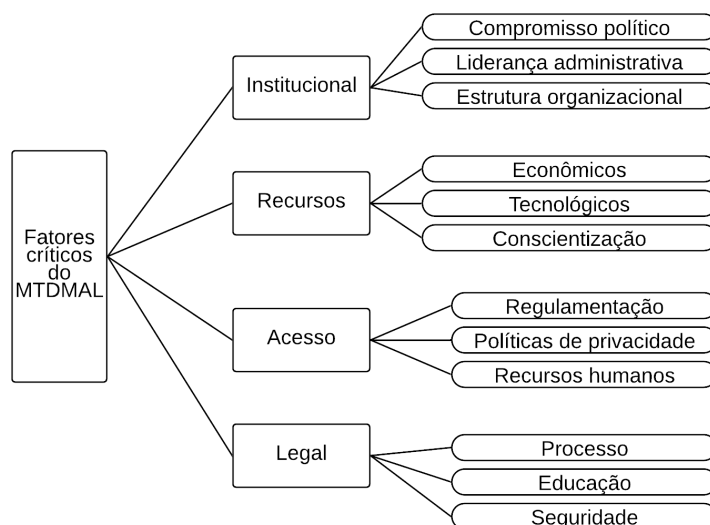 Fatores
críticos
do
MTDMAL
Institucional
Compromisso político
Liderança administrativa
Estrutura organizacional
Recursos
Econômicos
Tecnológicos
Conscientização
Acesso
Regulamentação
Políticas de privacidade
Recursos humanos
Legal
Processo
Educação
Seguridade